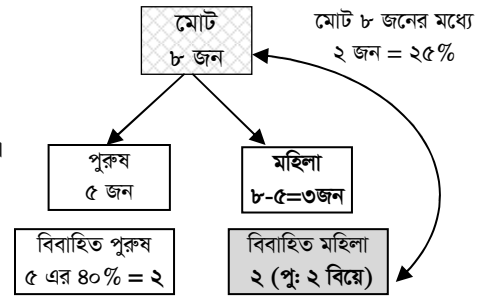 মোট
৮ জন
মোট ৮ জনের মধ্যে
২ জন = ২৫%
।
পুরুষ
৫ জন
মহিলা
৮-৫=৩জন
বিবাহিত পুরুষ
৫ এর ৪০% = ২
বিবাহিত মহিলা
২ (পু: ২ বিয়ে)